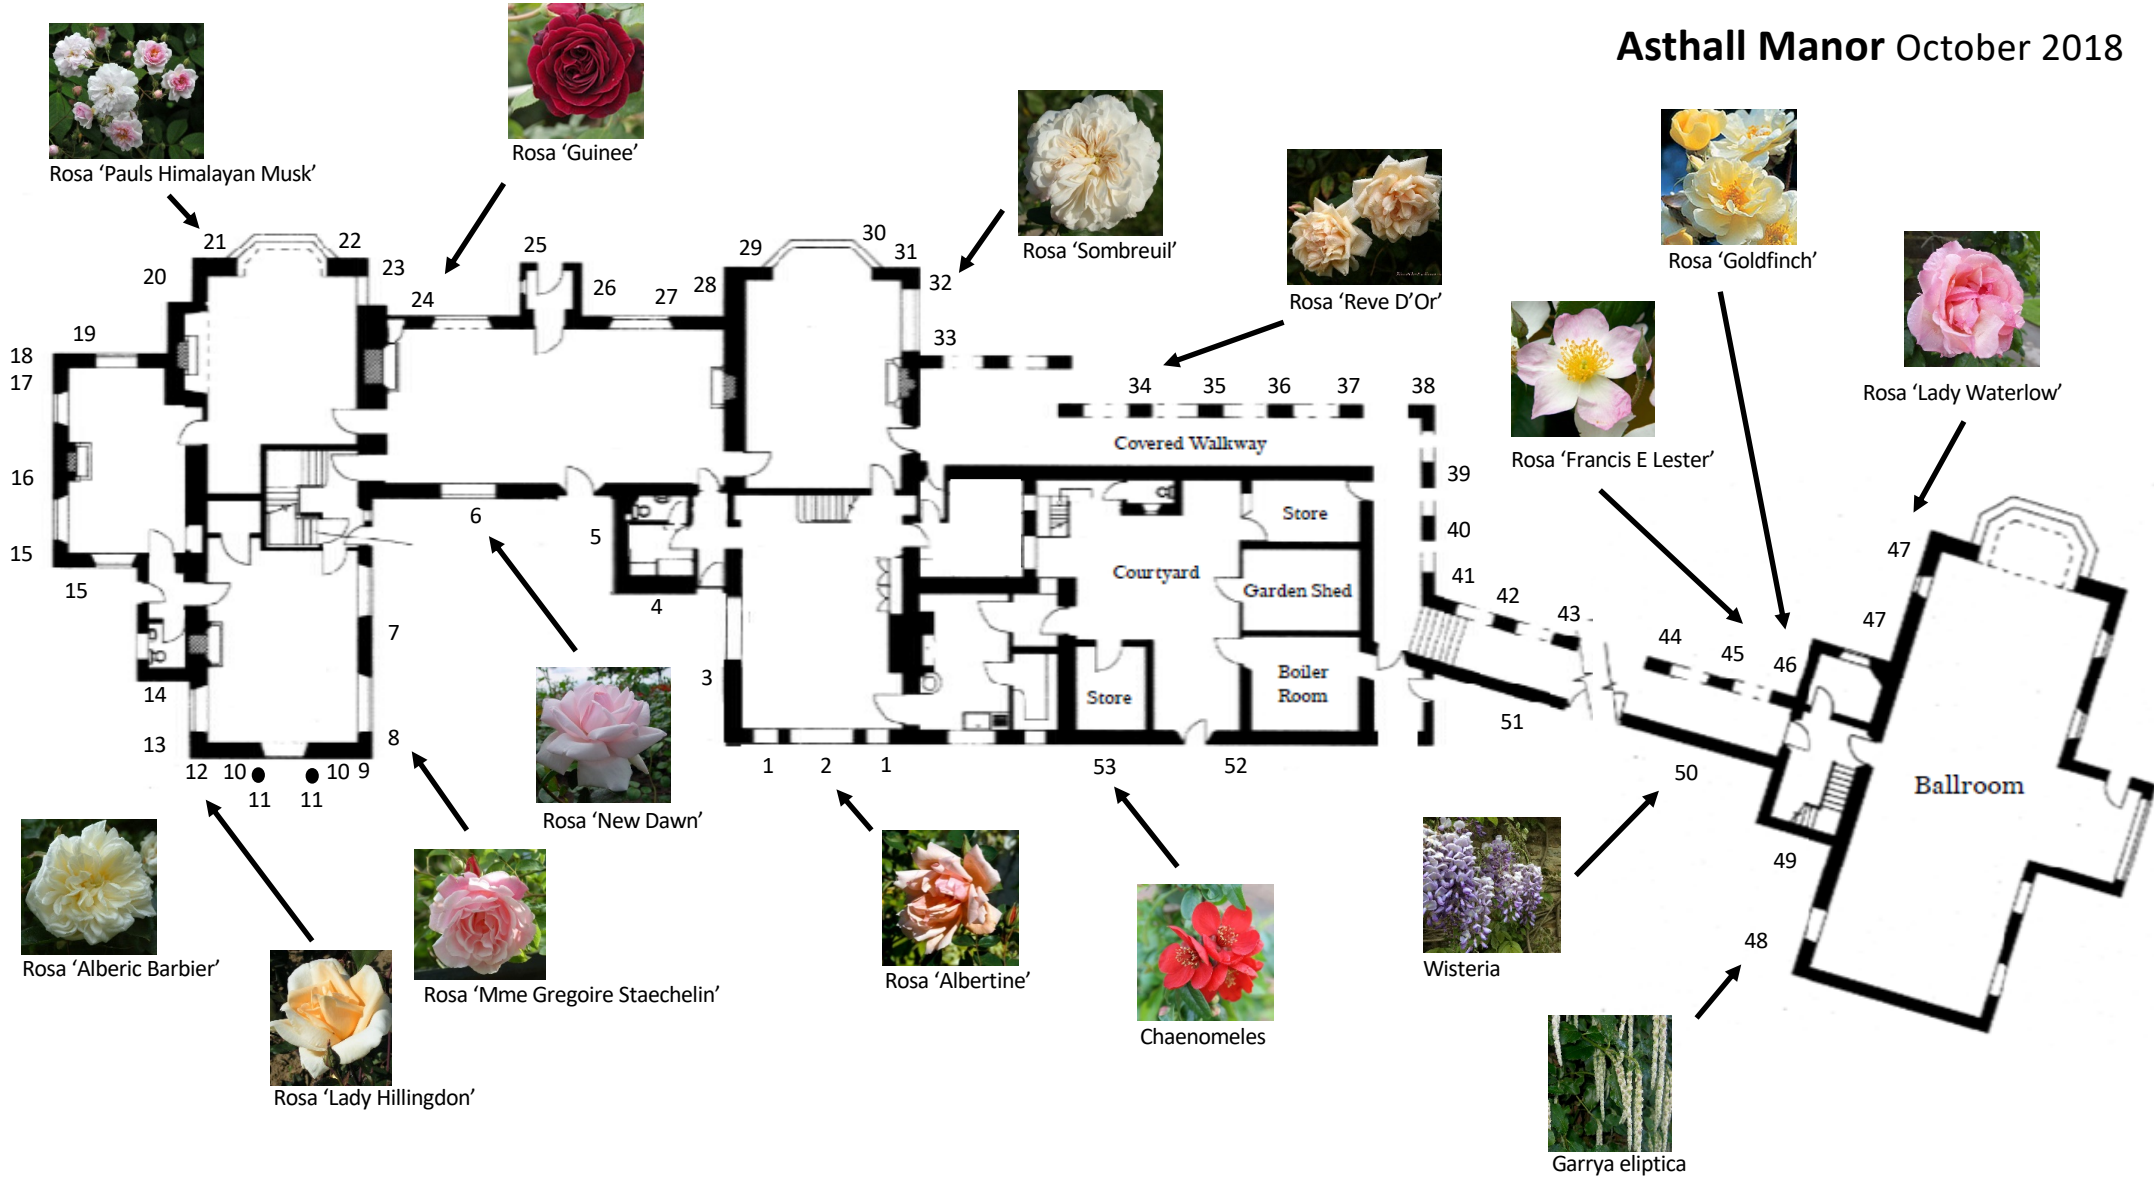 Asthall Manor October 2018
Rosa ‘Pauls Himalayan Musk’
Rosa ‘Guinee’
Rosa ‘Sombreuil’
Rosa ‘Reve D’Or’
Rosa ‘Goldfinch’
Rosa ‘Francis E Lester’
Rosa ‘Lady Waterlow’
21
22
20
23
24
25
26
27
28
29
30
31
32
33
19
18
17
16
15
15
34
35
36
37
38
Covered Walkway
39
40
41
42
43
44
45
46
47
47
6
5
4
3
7
8
14
13
12
10
11
11
10
9
Store
Courtyard
Garden Shed
Boiler
Room
Store
Ballroom
1
2
1
53
52
51
50
49
48
Rosa ‘New Dawn’
Rosa ‘Alberic Barbier’
Rosa ‘Lady Hillingdon’
Rosa ‘Mme Gregoire Staechelin’
Rosa ‘Albertine’
Chaenomeles
Wisteria
Garrya eliptica